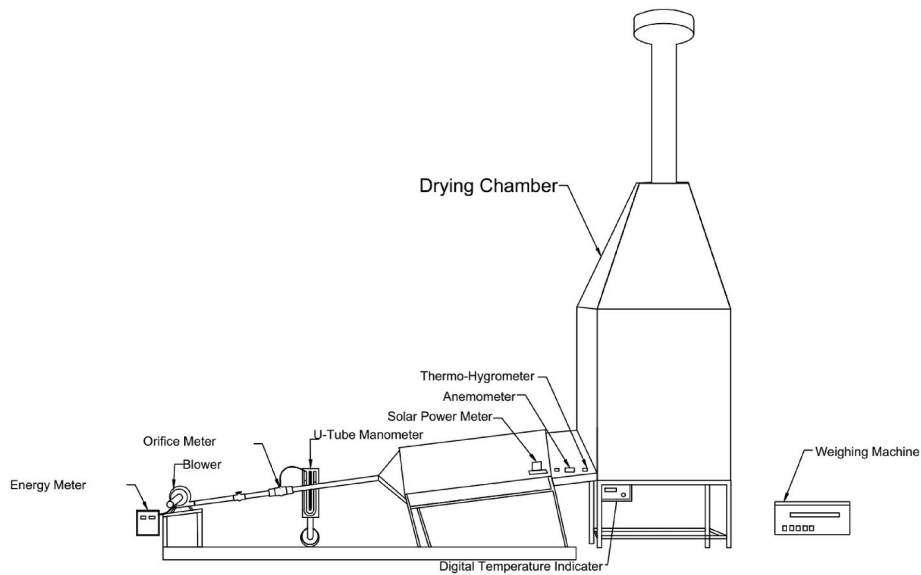 Drying Chamber
Thermo-Hygrometer
Anemometer
Solar Power Meter
U-Tube Manometer
Orifice Meter
Blower
Energy Meter
Weighing Machine
Digital Temperature Indicater